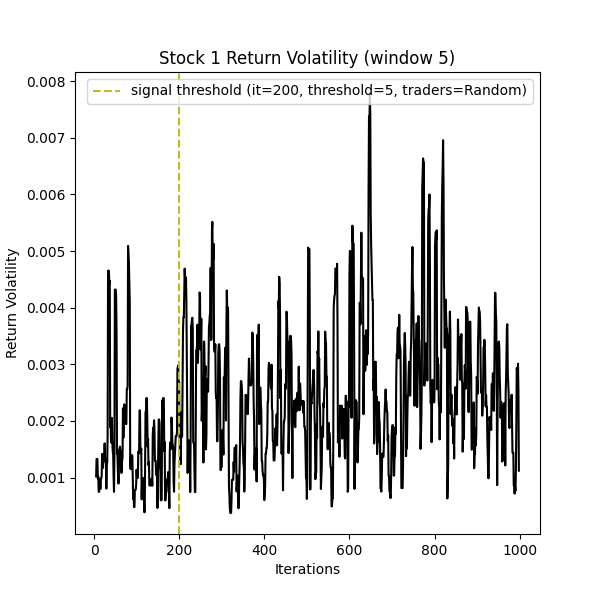 Stock 1 Return Volatility (window 5)
signal threshold (it=200, threshold=5, traders=Random)
0.008
0.007
0.006
0.005
0.004
0.003
0.002
0.001
Return Volatility
0 200 400 600 800 1000
Iterations